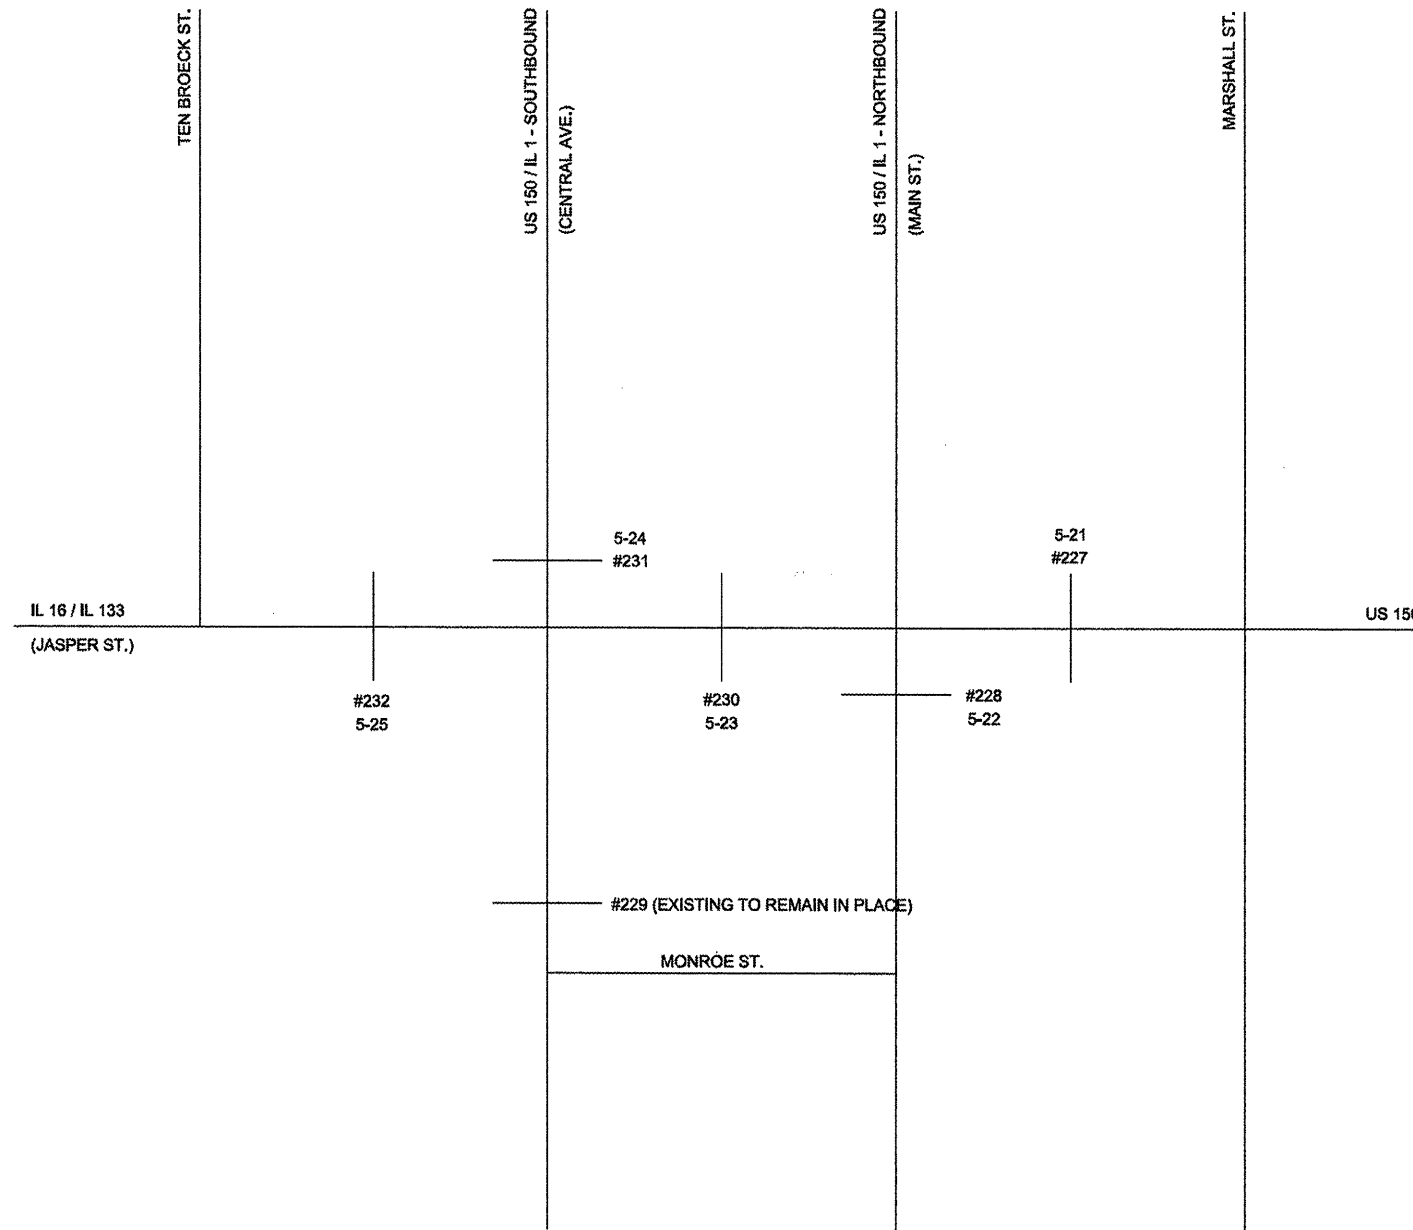 TEN BROECK ST.
US 150 / IL 1 - SOUTHBOUND
(CENTRAL AVE.)
US 150 / IL 1 - NORTHBOUND
(MAIN ST.)
MARSHALL ST.
5-24
#231
5-21
#227
IL 16 / IL 133
(JASPER ST.)
US 150
#232
5-25
#230
5-23
#228
5-22
#229 (EXISTING TO REMAIN IN PLACE)
MONROE ST.